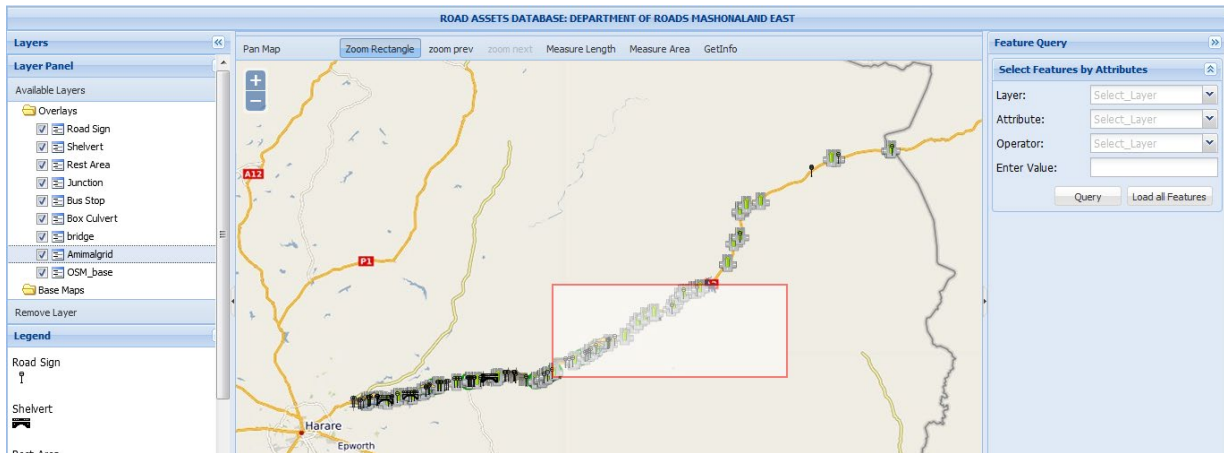 ROAD ASSETS DATABASE: DEPARTMENT OF ROADS MASHONALAND EAST
Layers
Layer Panel
Available Layers
Overlays
Road Sign
Shelvert
Rest Area
Junction
Bus Stop
Box Culvert
bridge
Amimalgrid
OSM_base
Base Maps
Remove Layer
Legend
Road Sign
Shelvert
Pan Map Zoom Rectangle zoom prev zoom next Measure Length Measure Area GetInfo
A12
P1
Harare
Epworth
Feature Query
Select Features by Attributes
Layer: Select_Layer
Attribute: Select_Layer
Operator: Select_Layer
Enter Value:
Query Load all Features